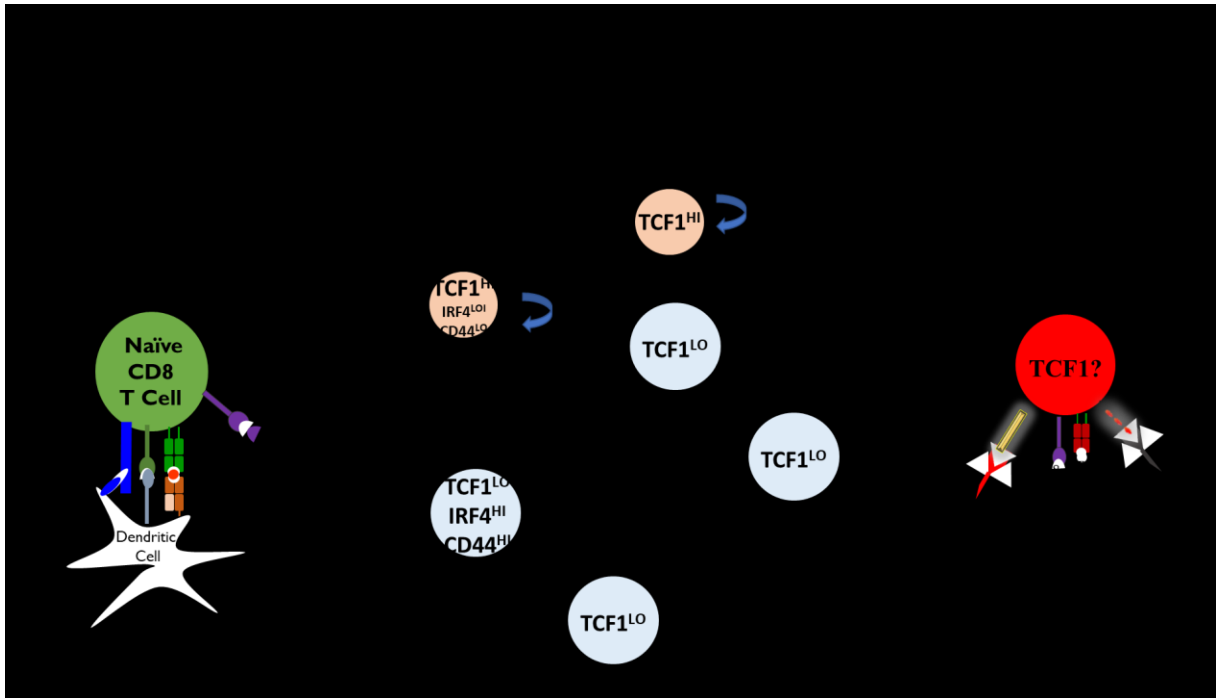 TCF1ᴴᴵ
TCF1ᴴᴵ
IRF4ᴸᴼᴵ
CD44ᴸᴼ
Naïve
CD8
T Cell
TCF1ᴸᴼ
TCF1?
TCF1ᴸᴼ
TCF1ᴸᴼ
IRF4ᴴᴵ
CD44ᴴᴵ
Dendritic
Cell
TCF1ᴸᴼ